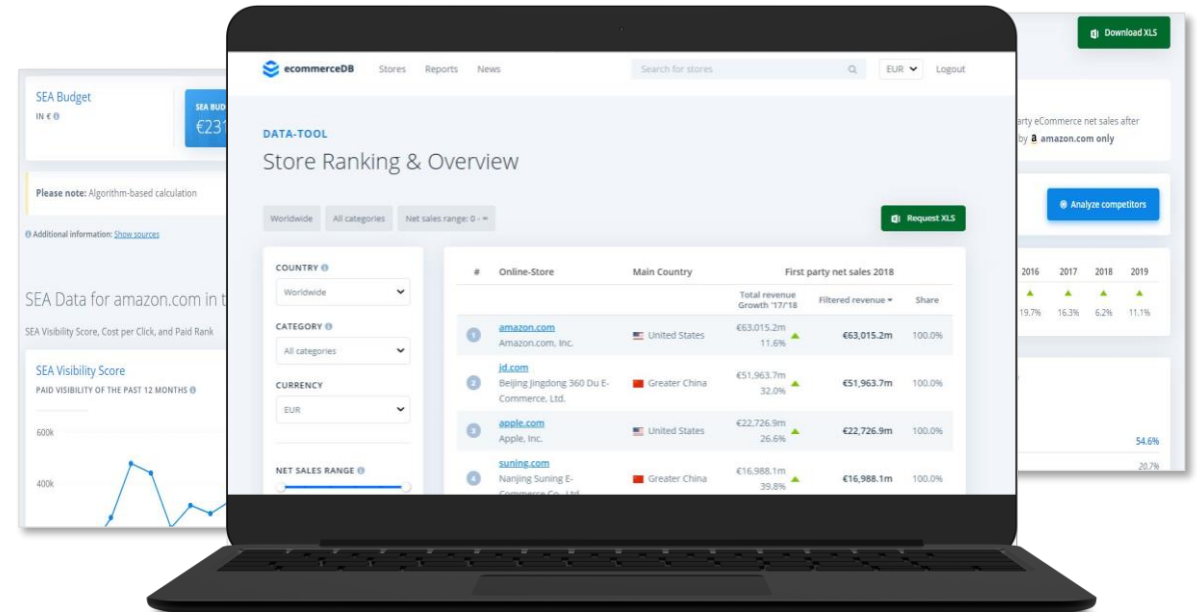 SEA Budget
IN €
SEA BUD
€231
Please note: Algorithm-based calculation
Additional information: Show sources
SEA Data for amazon.com in t
SEA Visibility Score, Cost per Click, and Paid Rank
SEA Visibility Score
PAID VISIBILITY OF THE PAST 12 MONTHS
600k
400k
ecommerceDB Stores Reports News Search for stores EUR Logout
DATA-TOOL
Store Ranking & Overview
Worldwide All categories Net sales range: 0 - ∞ Request XLS
COUNTRY
Worldwide
CATEGORY
All categories
CURRENCY
EUR
NET SALES RANGE
# Online-Store Main Country First party net sales 2018
Total revenue Growth '17/'18 Filtered revenue Share
1 amazon.com United States €63,015.2m €63,015.2m 100.0%
Amazon.com, Inc. 11.6%
2 jd.com Greater China €51,963.7m €51,963.7m 100.0%
Beijing Jingdong 360 Du E-
Commerce, Ltd. 32.0%
3 apple.com United States €22,726.9m €22,726.9m 100.0%
Apple, Inc. 26.6%
4 suning.com Greater China €16,988.1m €16,988.1m 100.0%
Nanjing Suning E-
Commerce Co., Ltd. 39.8%
Download XLS
arty eCommerce net sales after
by a amazon.com only
Analyze competitors
2016 2017 2018 2019
19.7% 16.3% 6.2% 11.1%
54.6%
20.7%